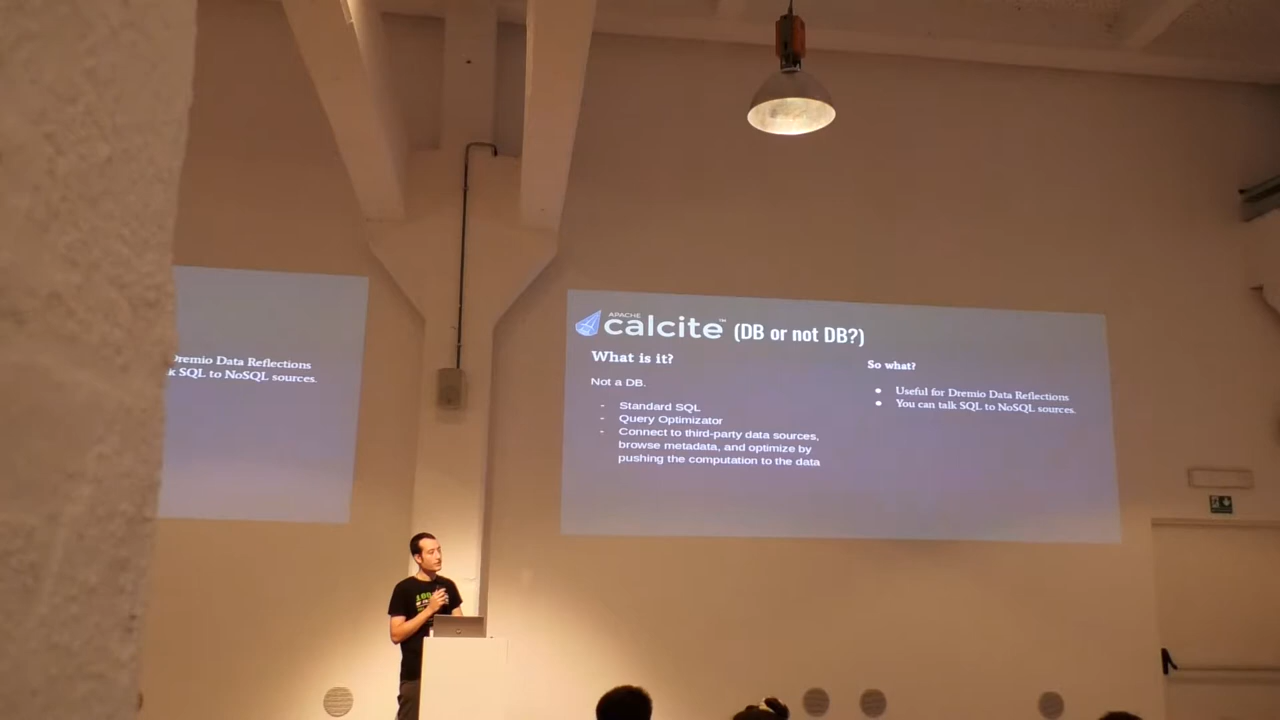 Dremio Data Reflections
k SQL to NoSQL sources.
APACHE
calcite™ (DB or not DB?)
What is it?
Not a DB.
- Standard SQL
- Query Optimizator
- Connect to third-party data sources,
browse metadata, and optimize by
pushing the computation to the data
So what?
● Useful for Dremio Data Reflections
● You can talk SQL to NoSQL sources.